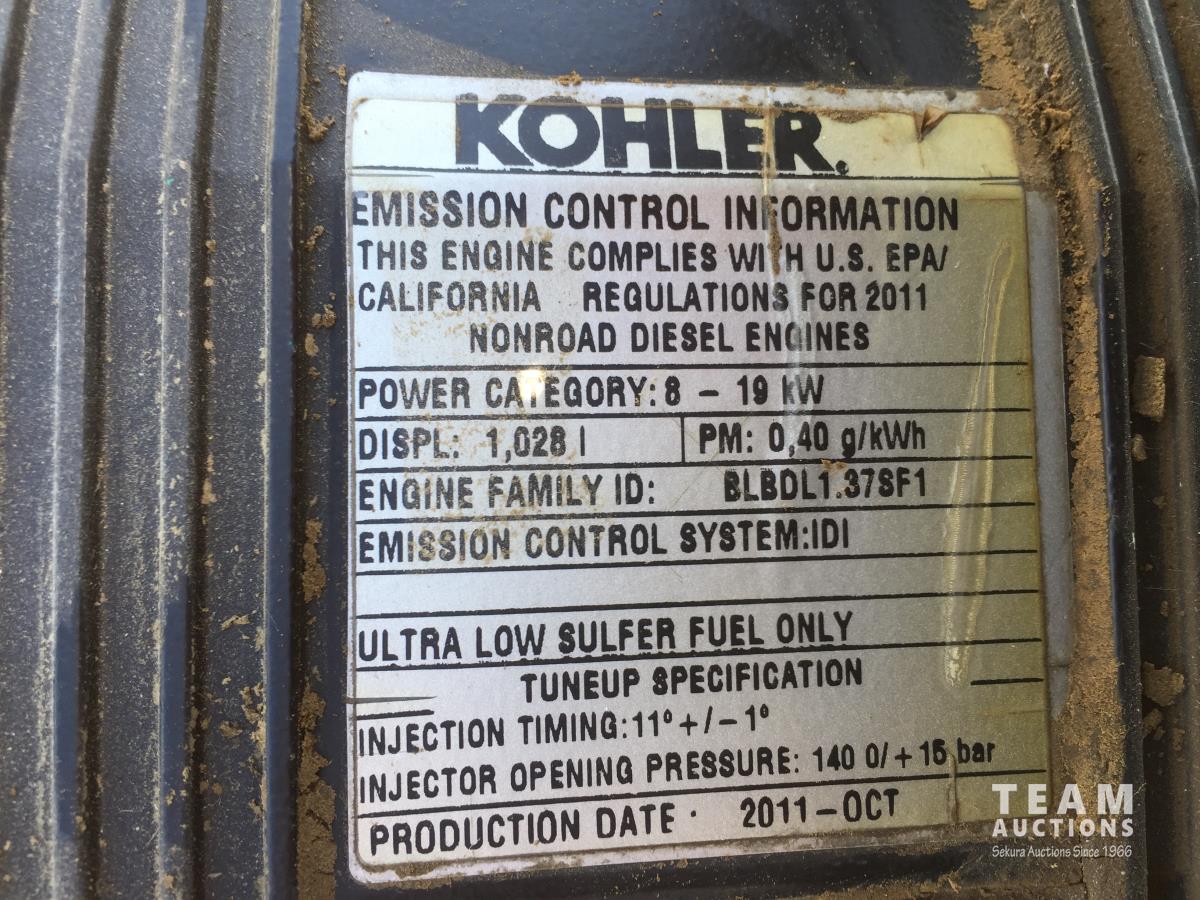 KOHLER.
EMISSION CONTROL INFORMATION
THIS ENGINE COMPLIES WITH U.S. EPA/
CALIFORNIA REGULATIONS FOR 2011
NONROAD DIESEL ENGINES
POWER CATEGORY: 8 - 19 kW
DISPL: 1,028 l PM: 0,40 g/kWh
ENGINE FAMILY ID: BLBDL1.37SF1
EMISSION CONTROL SYSTEM:IDI
ULTRA LOW SULFER FUEL ONLY
TUNEUP SPECIFICATION
INJECTION TIMING:11° +/- 1°
INJECTOR OPENING PRESSURE: 140 0/ + 15 bar
PRODUCTION DATE · 2011-OCT
TEAM
AUCTIONS
Sekura Auctions Since 1966